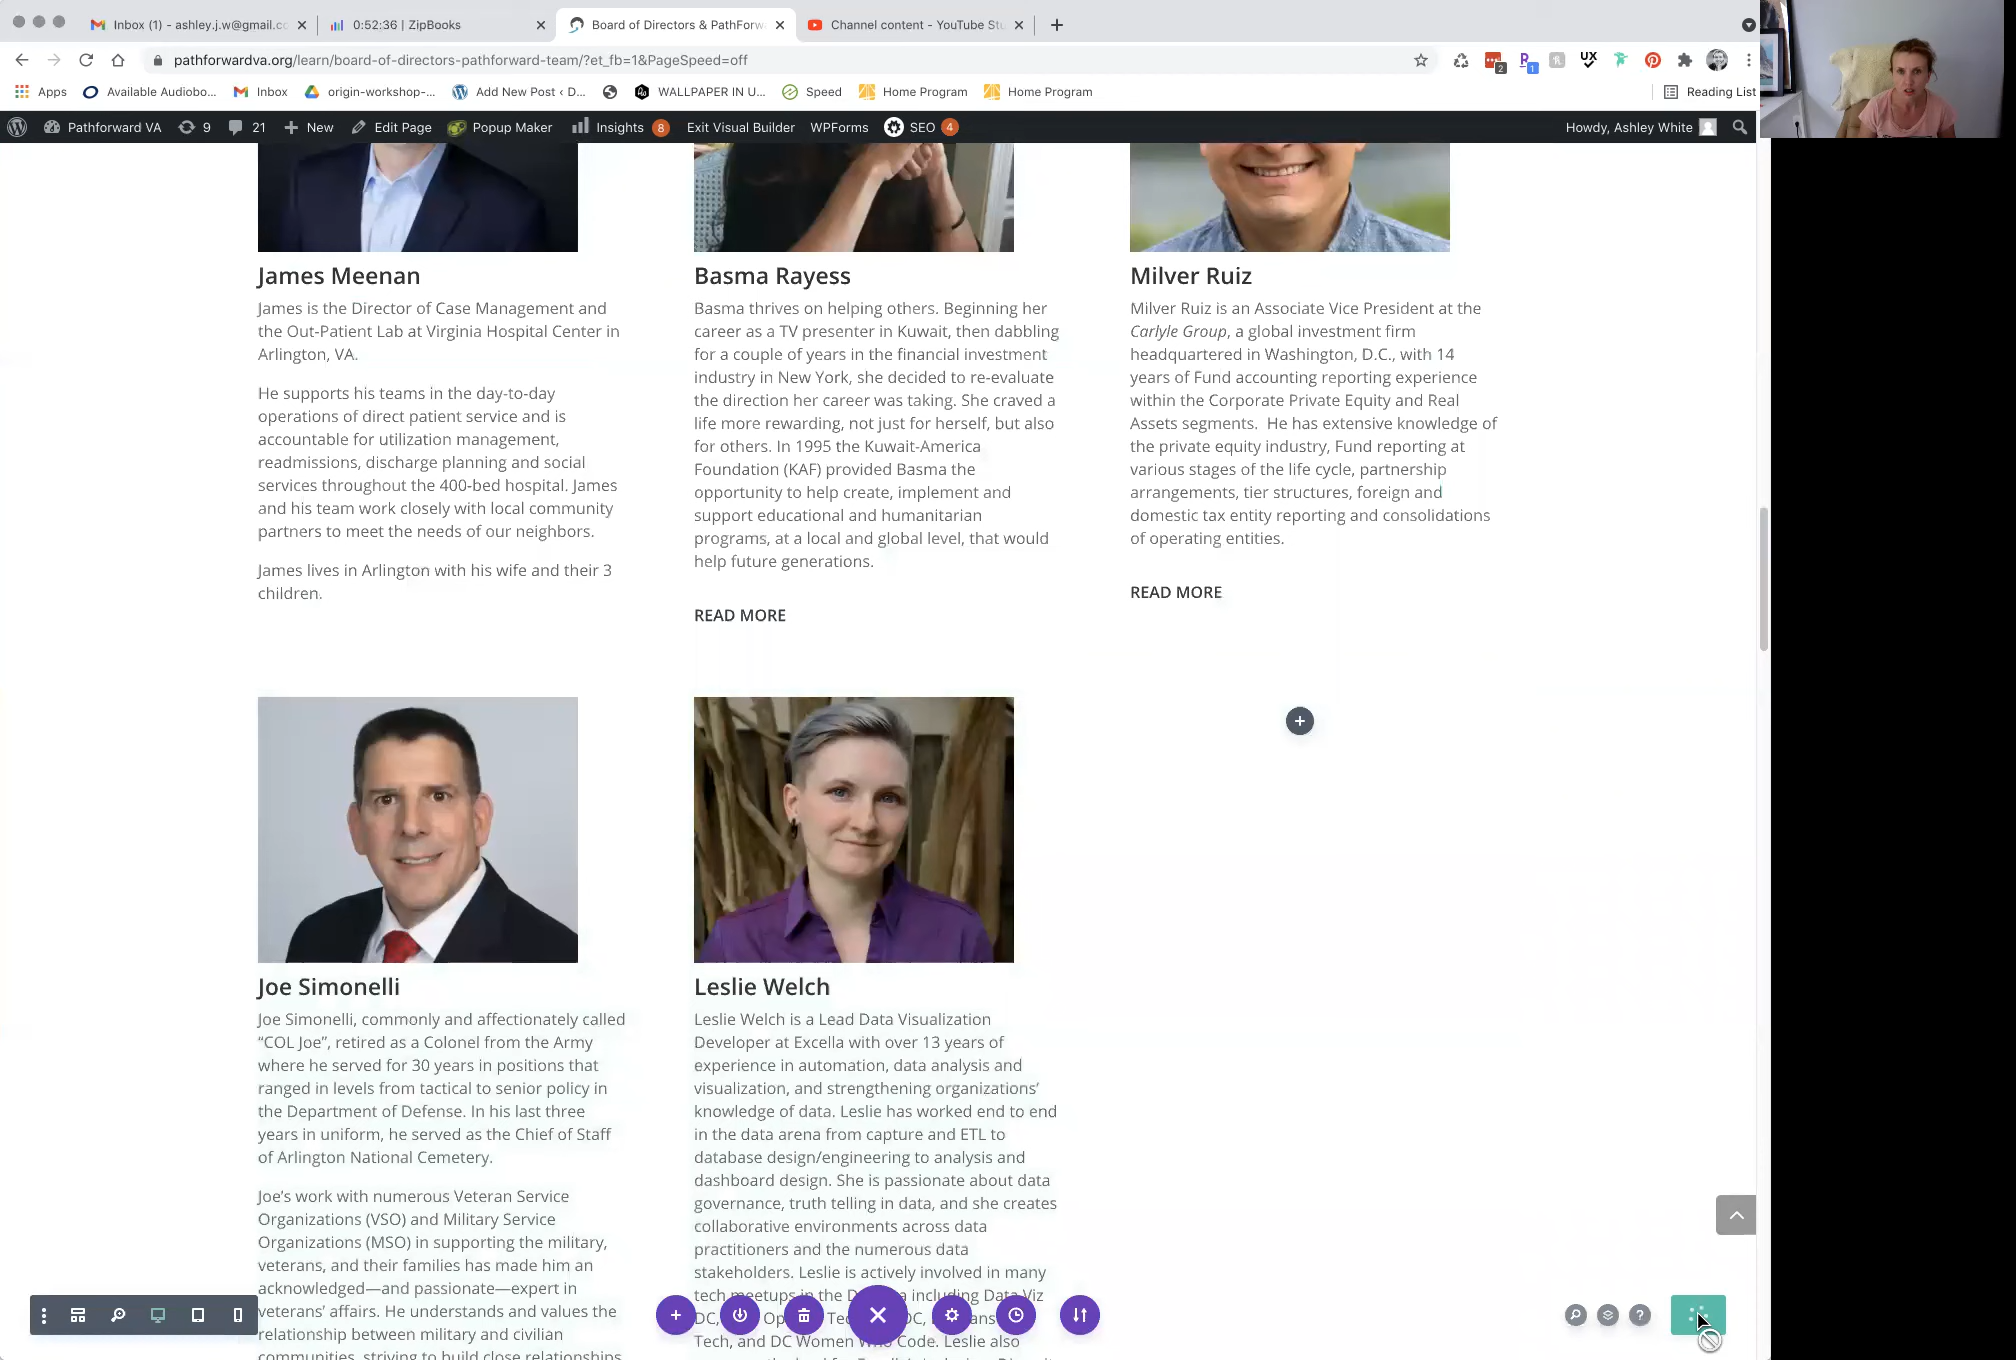 Inbox (1) - ashley.j.w@gmail.c
0:52:36 | ZipBooks
Board of Directors & PathForw
Channel content - YouTube Stu
pathforwardva.org/learn/board-of-directors-pathforward-team/?et_fb=1&PageSpeed=off
2
1
UX
Apps
Available Audiobo...
Inbox
origin-workshop-...
Add New Post ‹ D...
WALLPAPER IN U...
Speed
Home Program
Home Program
Reading List
Pathforward VA
9
21
New
Edit Page
Popup Maker
Insights 8
Exit Visual Builder
WPForms
SEO 4
Howdy, Ashley White
James Meenan
James is the Director of Case Management and
the Out-Patient Lab at Virginia Hospital Center in
Arlington, VA.
He supports his teams in the day-to-day
operations of direct patient service and is
accountable for utilization management,
readmissions, discharge planning and social
services throughout the 400-bed hospital. James
and his team work closely with local community
partners to meet the needs of our neighbors.
James lives in Arlington with his wife and their 3
children.
Basma Rayess
Basma thrives on helping others. Beginning her
career as a TV presenter in Kuwait, then dabbling
for a couple of years in the financial investment
industry in New York, she decided to re-evaluate
the direction her career was taking. She craved a
life more rewarding, not just for herself, but also
for others. In 1995 the Kuwait-America
Foundation (KAF) provided Basma the
opportunity to help create, implement and
support educational and humanitarian
programs, at a local and global level, that would
help future generations.
READ MORE
Milver Ruiz
Milver Ruiz is an Associate Vice President at the
Carlyle Group, a global investment firm
headquartered in Washington, D.C., with 14
years of Fund accounting reporting experience
within the Corporate Private Equity and Real
Assets segments.  He has extensive knowledge of
the private equity industry, Fund reporting at
various stages of the life cycle, partnership
arrangements, tier structures, foreign and
domestic tax entity reporting and consolidations
of operating entities.
READ MORE
Joe Simonelli
Joe Simonelli, commonly and affectionately called
“COL Joe”, retired as a Colonel from the Army
where he served for 30 years in positions that
ranged in levels from tactical to senior policy in
the Department of Defense. In his last three
years in uniform, he served as the Chief of Staff
of Arlington National Cemetery.
Joe’s work with numerous Veteran Service
Organizations (VSO) and Military Service
Organizations (MSO) in supporting the military,
veterans, and their families has made him an
acknowledged—and passionate—expert in
veterans’ affairs. He understands and values the
relationship between military and civilian
communities, striving to build close relationships
Leslie Welch
Leslie Welch is a Lead Data Visualization
Developer at Excella with over 13 years of
experience in automation, data analysis and
visualization, and strengthening organizations’
knowledge of data. Leslie has worked end to end
in the data arena from capture and ETL to
database design/engineering to analysis and
dashboard design. She is passionate about data
governance, truth telling in data, and she creates
collaborative environments across data
practitioners and the numerous data
stakeholders. Leslie is actively involved in many
tech meetups in the including Data Viz
DC,
Tech, and DC Women Who Code. Leslie also